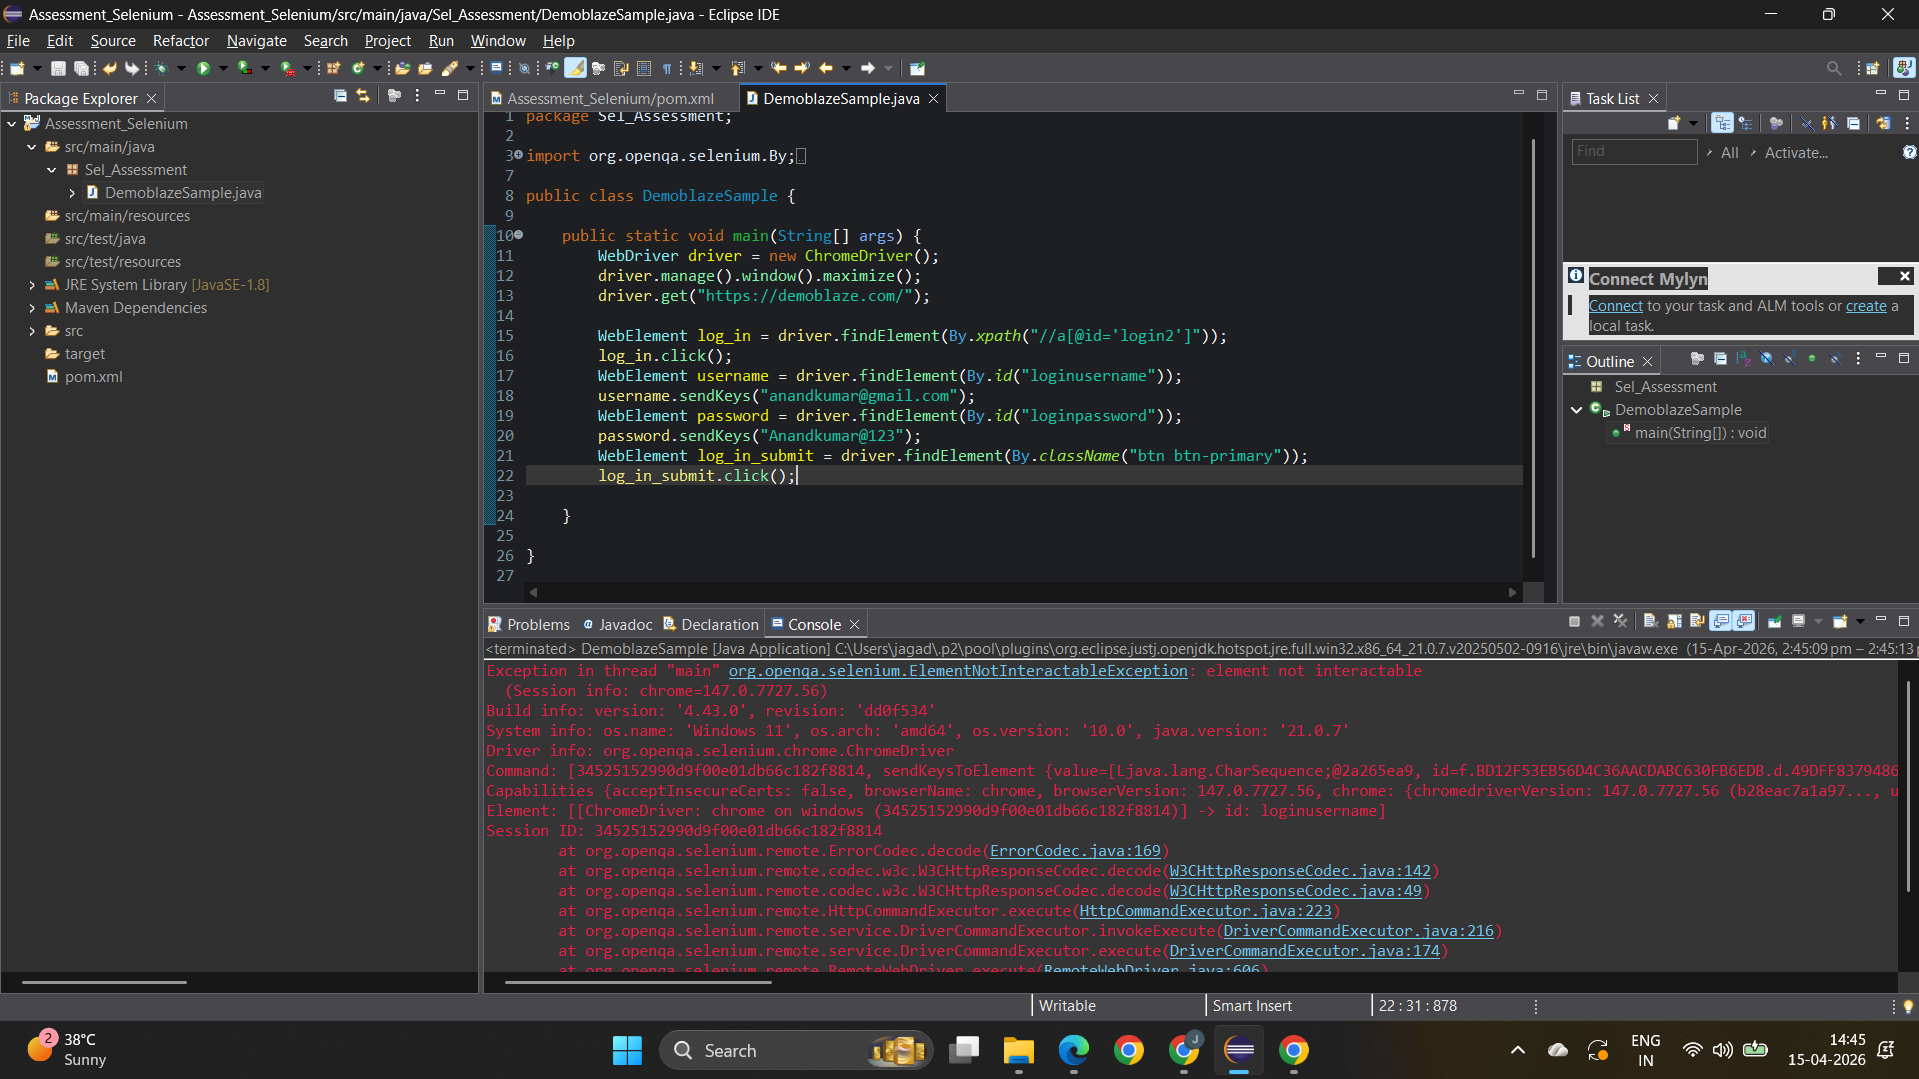 Assessment_Selenium - Assessment_Selenium/src/main/java/Sel_Assessment/DemoblazeSample.java - Eclipse IDE
File Edit Source Refactor Navigate Search Project Run Window Help
Package Explorer
Assessment_Selenium
src/main/java
Sel_Assessment
DemoblazeSample.java
src/main/resources
src/test/java
src/test/resources
JRE System Library [JavaSE-1.8]
Maven Dependencies
src
target
pom.xml
Assessment_Selenium/pom.xml DemoblazeSample.java
1 package Sel_Assessment;
2
3 import org.openqa.selenium.By;
7
8 public class DemoblazeSample {
9
10 public static void main(String[] args) {
11 WebDriver driver = new ChromeDriver();
12 driver.manage().window().maximize();
13 driver.get("https://demoblaze.com/");
14
15 WebElement log_in = driver.findElement(By.xpath("//a[@id='login2']"));
16 log_in.click();
17 WebElement username = driver.findElement(By.id("loginusername"));
18 username.sendKeys("anandkumar@gmail.com");
19 WebElement password = driver.findElement(By.id("loginpassword"));
20 password.sendKeys("Anandkumar@123");
21 WebElement log_in_submit = driver.findElement(By.className("btn btn-primary"));
22 log_in_submit.click();
23
24 }
25
26 }
27
Task List
Find All Activate...
Connect Mylyn
Connect to your task and ALM tools or create a
local task.
Outline
Sel_Assessment
DemoblazeSample
main(String[]) : void
Problems Javadoc Declaration Console
<terminated> DemoblazeSample [Java Application] C:\Users\jagad\.p2\pool\plugins\org.eclipse.justj.openjdk.hotspot.jre.full.win32.x86_64_21.0.7.v20250502-0916\jre\bin\javaw.exe (15-Apr-2026, 2:45:09 pm – 2:45:13
Exception in thread "main" org.openqa.selenium.ElementNotInteractableException: element not interactable
(Session info: chrome=147.0.7727.56)
Build info: version: '4.43.0', revision: 'dd0f534'
System info: os.name: 'Windows 11', os.arch: 'amd64', os.version: '10.0', java.version: '21.0.7'
Driver info: org.openqa.selenium.chrome.ChromeDriver
Command: [34525152990d9f00e01db66c182f8814, sendKeysToElement {value=[Ljava.lang.CharSequence;@2a265ea9, id=f.BD12F53EB56D4C36AACDABC630FB6EDB.d.49DFF8379486
Capabilities {acceptInsecureCerts: false, browserName: chrome, browserVersion: 147.0.7727.56, chrome: {chromedriverVersion: 147.0.7727.56 (b28eac7a1a97..., u
Element: [[ChromeDriver: chrome on windows (34525152990d9f00e01db66c182f8814)] -> id: loginusername]
Session ID: 34525152990d9f00e01db66c182f8814
at org.openqa.selenium.remote.ErrorCodec.decode(ErrorCodec.java:169)
at org.openqa.selenium.remote.codec.w3c.W3CHttpResponseCodec.decode(W3CHttpResponseCodec.java:142)
at org.openqa.selenium.remote.codec.w3c.W3CHttpResponseCodec.decode(W3CHttpResponseCodec.java:49)
at org.openqa.selenium.remote.HttpCommandExecutor.execute(HttpCommandExecutor.java:223)
at org.openqa.selenium.remote.service.DriverCommandExecutor.invokeExecute(DriverCommandExecutor.java:216)
at org.openqa.selenium.remote.service.DriverCommandExecutor.execute(DriverCommandExecutor.java:174)
at org.openqa.selenium.remote.RemoteWebDriver.execute(RemoteWebDriver.java:606)
Writable Smart Insert 22 : 31 : 878
2
38°C
Sunny
Search
J
ENG
IN
14:45
15-04-2026